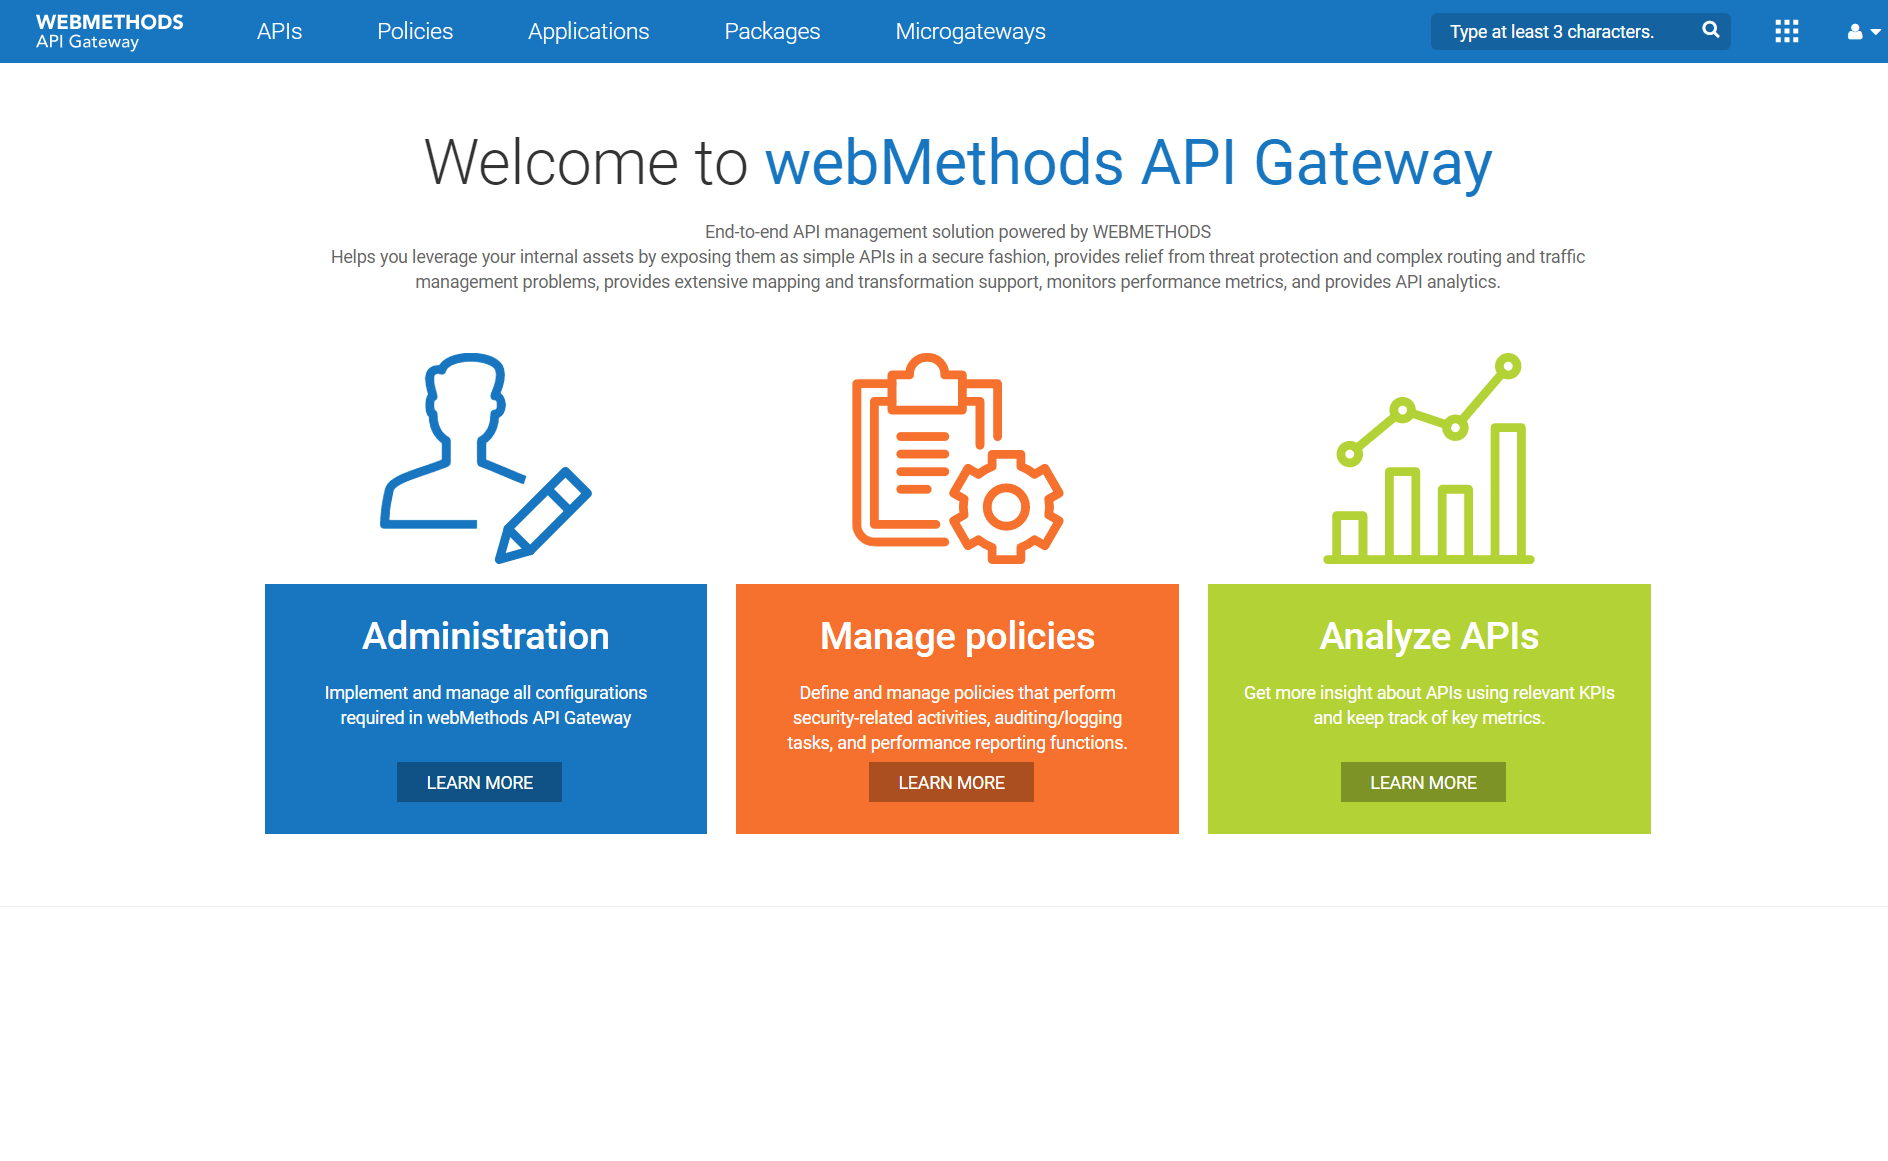 WEBMETHODS
API Gateway
APIs
Policies
Applications
Packages
Microgateways
Type at least 3 characters.
Welcome to webMethods API Gateway
End-to-end API management solution powered by WEBMETHODS
Helps you leverage your internal assets by exposing them as simple APIs in a secure fashion, provides relief from threat protection and complex routing and traffic
management problems, provides extensive mapping and transformation support, monitors performance metrics, and provides API analytics.
Administration
Implement and manage all configurations
required in webMethods API Gateway
LEARN MORE
Manage policies
Define and manage policies that perform
security-related activities, auditing/logging
tasks, and performance reporting functions.
LEARN MORE
Analyze APIs
Get more insight about APIs using relevant KPIs
and keep track of key metrics.
LEARN MORE